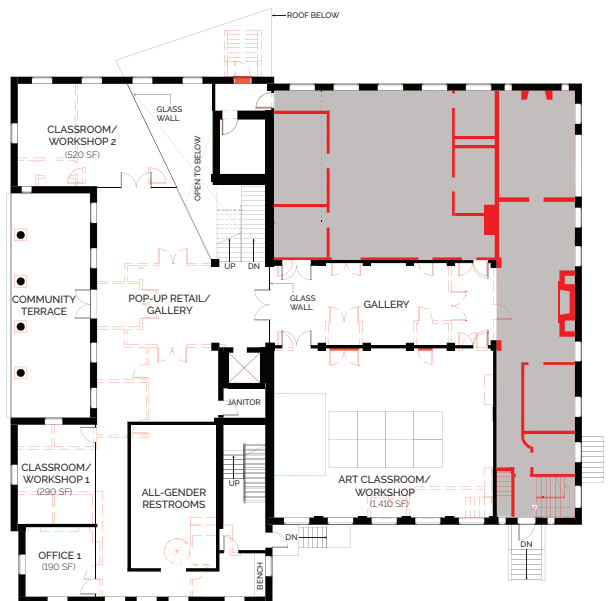 ROOF BELOW
CLASSROOM/
WORKSHOP 2
(520 SF)
GLASS
WALL
OPEN TO BELOW
UP
DN
COMMUNITY
TERRACE
POP-UP RETAIL/
GALLERY
GLASS
WALL
GALLERY
JANITOR
CLASSROOM/
WORKSHOP 1
(290 SF)
ALL-GENDER
RESTROOMS
UP
ART CLASSROOM/
WORKSHOP
(1,410 SF)
OFFICE 1
(190 SF)
BENCH
DN
DN